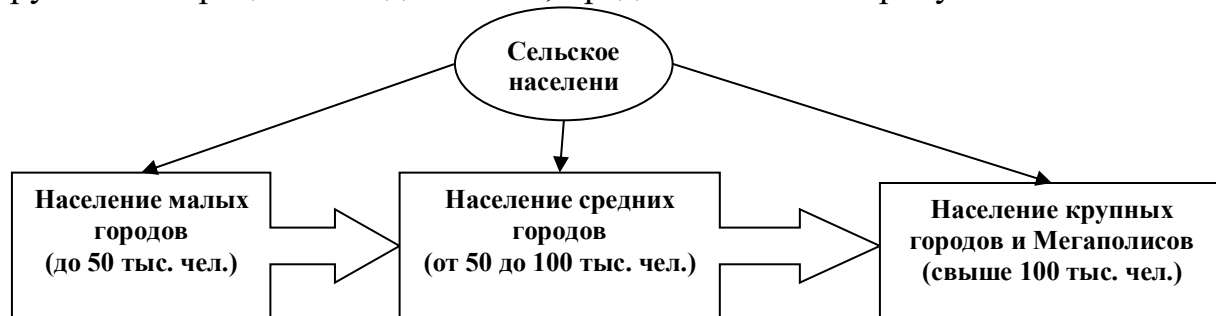 Сельское
населени
Население малых
городов
(до 50 тыс. чел.)
Население средних
городов
(от 50 до 100 тыс. чел.)
Население крупных
городов и Мегаполисов
(свыше 100 тыс. чел.)